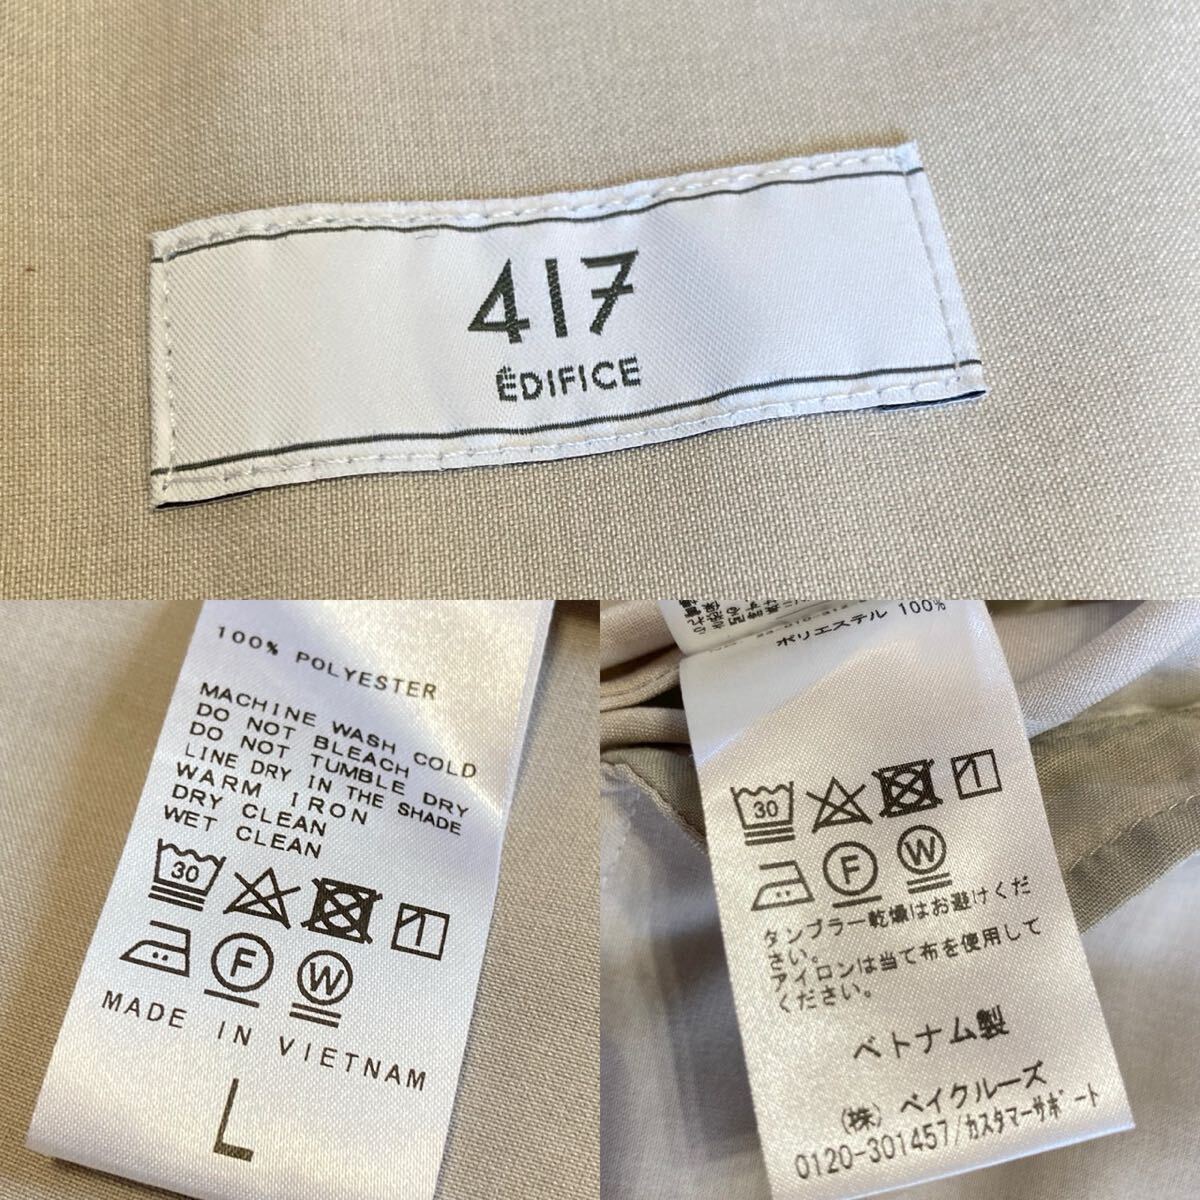 417
ÉDIFICE
100% POLYESTER
MACHINE WASH COLD
DO NOT BLEACH
DO NOT TUMBLE DRY
LINE DRY IN THE SHADE
WARM IRON
DRY CLEAN
WET CLEAN
30
F W
MADE IN VIETNAM
L
ポリエステル 100%
30
F W
タンブラー乾燥はお避けくだ
さい。
アイロンは当て布を使用して
ください。
ベトナム製
(株) ベイクルーズ
0120-301457/カスタマーサポート